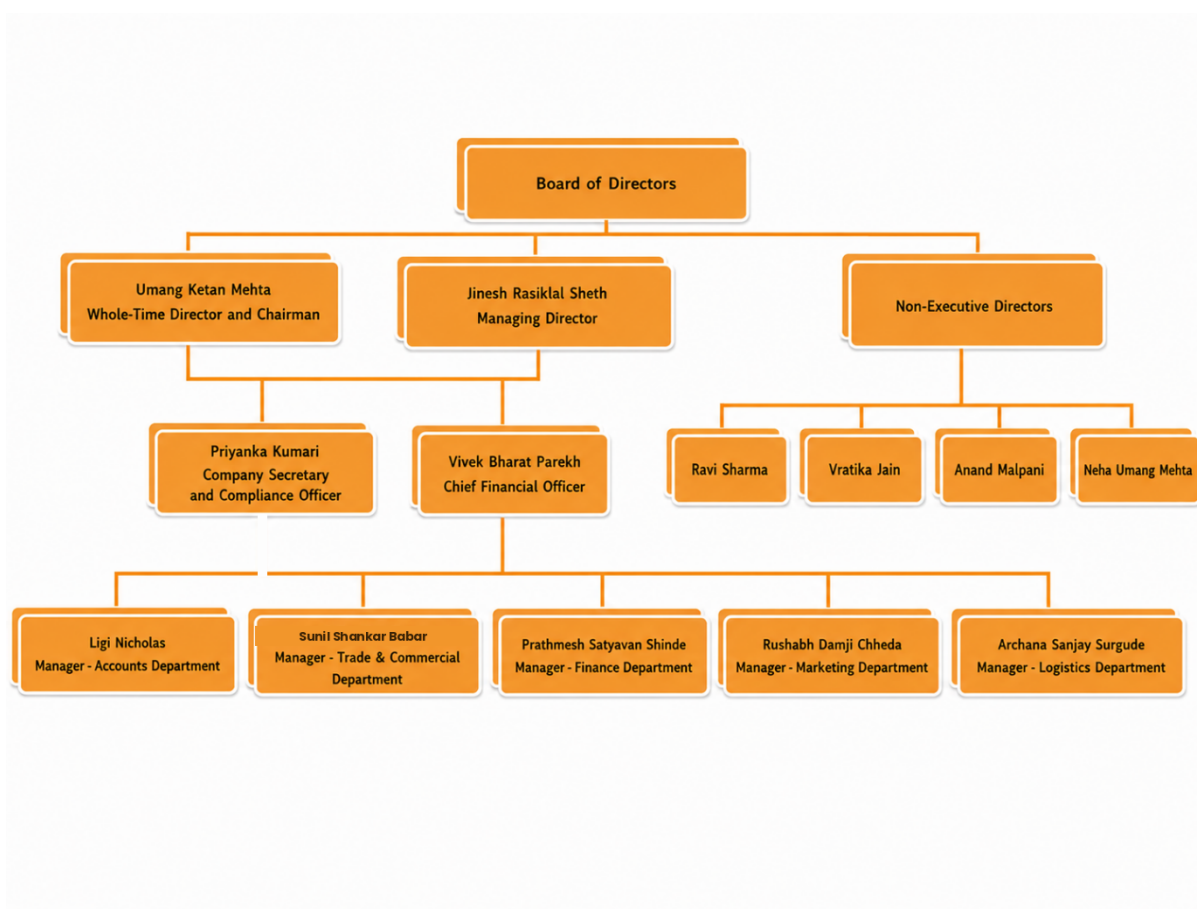 Board of Directors
Umang Ketan Mehta
Whole-Time Director and Chairman
Jinesh Rasiklal Sheth
Managing Director
Non-Executive Directors
Priyanka Kumari
Company Secretary
and Compliance Officer
Vivek Bharat Parekh
Chief Financial Officer
Ravi Sharma
Vratika Jain
Anand Malpani
Neha Umang Mehta
Ligi Nicholas
Manager - Accounts Department
Sunil Shankar Babar
Manager - Trade & Commercial
Department
Prathmesh Satyavan Shinde
Manager - Finance Department
Rushabh Damji Chheda
Manager - Marketing Department
Archana Sanjay Surgude
Manager - Logistics Department